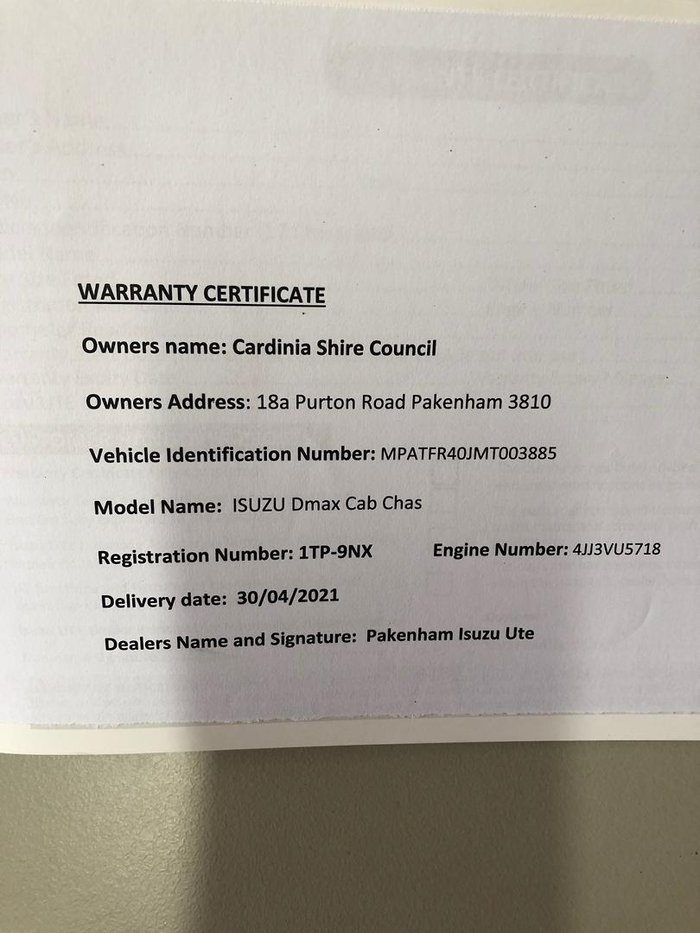 WARRANTY CERTIFICATE
Owners name: Cardinia Shire Council
Owners Address: 18a Purton Road Pakenham 3810
Vehicle Identification Number: MPATFR40JMT003885
Model Name: ISUZU Dmax Cab Chas
Registration Number: 1TP-9NX Engine Number: 4JJ3VU5718
Delivery date: 30/04/2021
Dealers Name and Signature: Pakenham Isuzu Ute